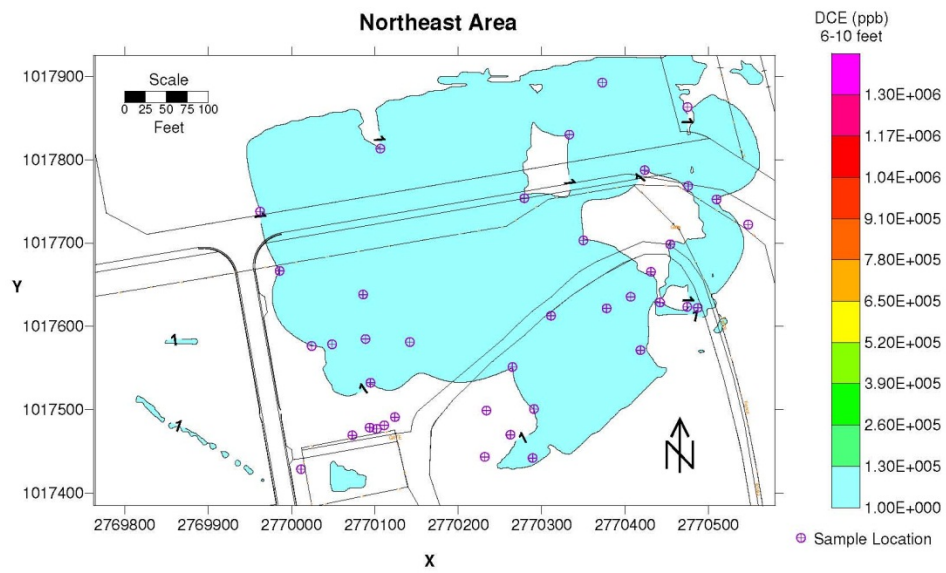 Northeast Area
DCE (ppb)
6-10 feet
Scale
0 25 50 75 100
Feet
1017900
1017800
1017700
1017600
1017500
1017400
Y
2769800 2769900 2770000 2770100 2770200 2770300 2770400 2770500
X
1
1
1
1
1
1
1
1
1
1
1
N
1.30E+006
1.17E+006
1.04E+006
9.10E+005
7.80E+005
6.50E+005
5.20E+005
3.90E+005
2.60E+005
1.30E+005
1.00E+000
Sample Location